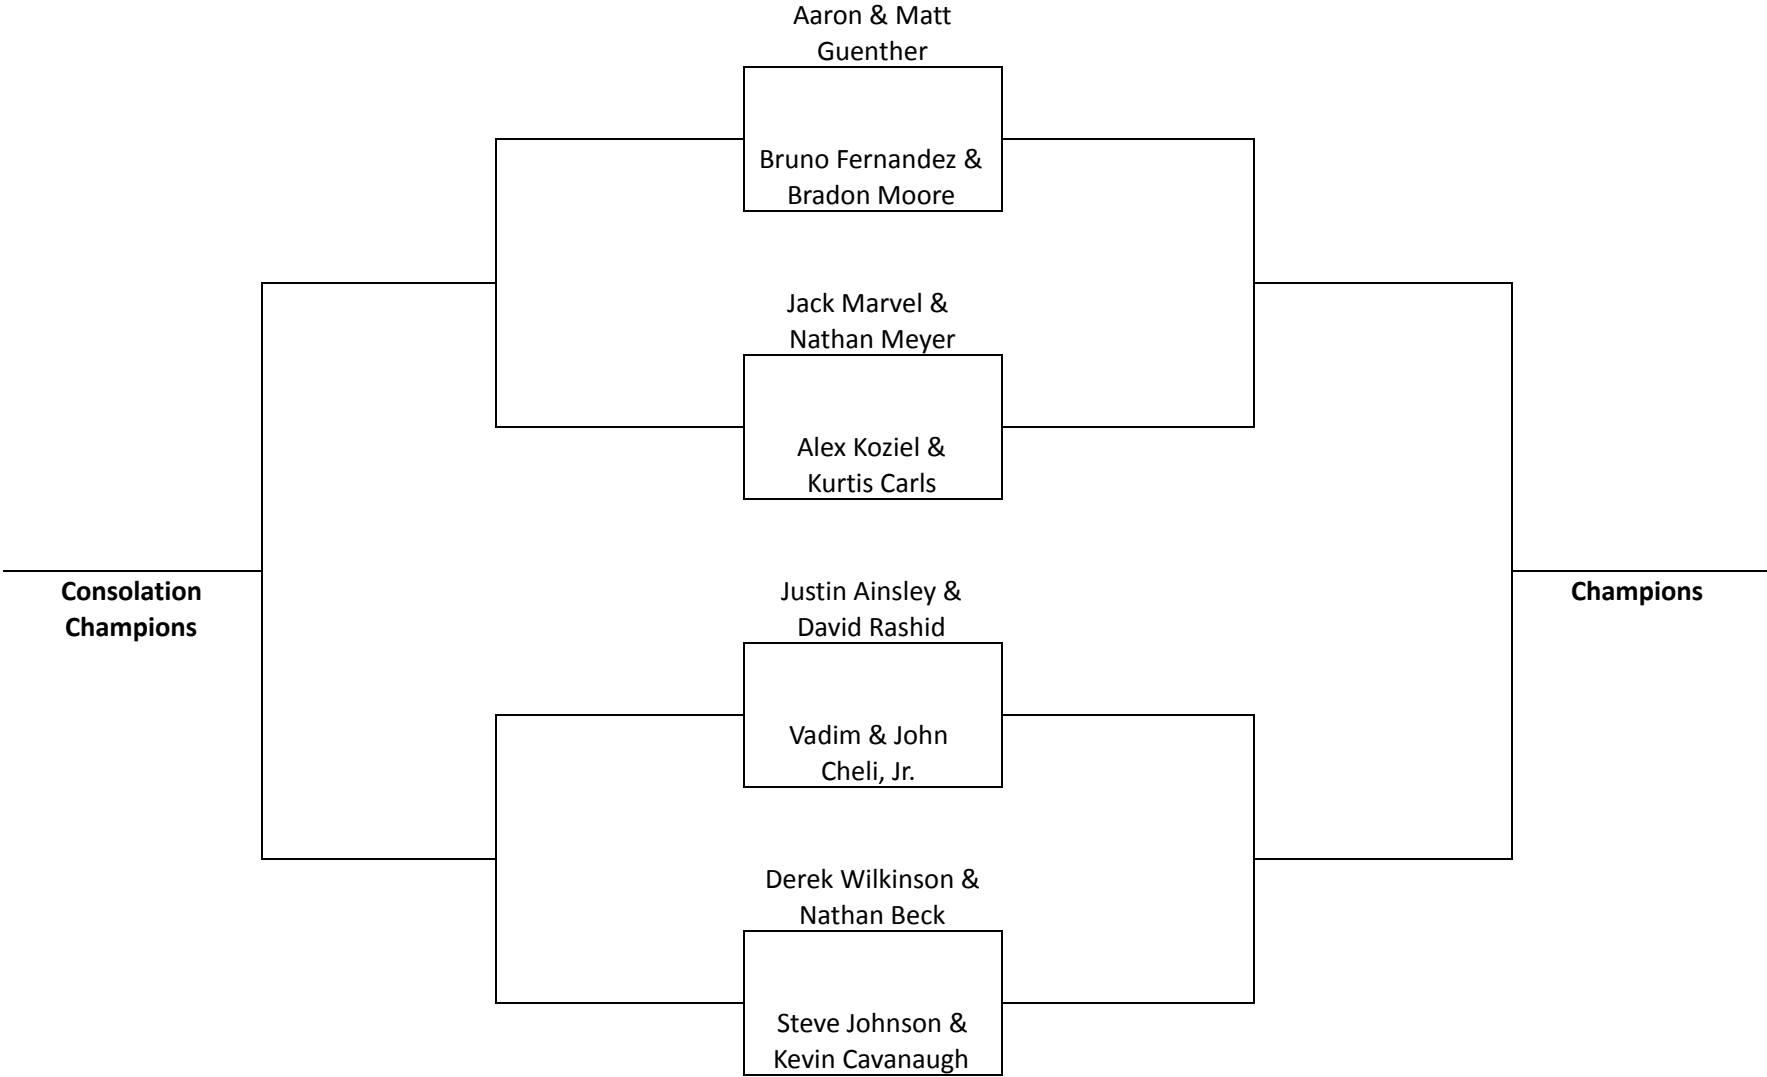 Aaron & Matt
Guenther
Bruno Fernandez &
Bradon Moore
Jack Marvel &
Nathan Meyer
Alex Koziel &
Kurtis Carls
Consolation
Champions
Justin Ainsley &
David Rashid
Champions
Vadim & John
Cheli, Jr.
Derek Wilkinson &
Nathan Beck
Steve Johnson &
Kevin Cavanaugh